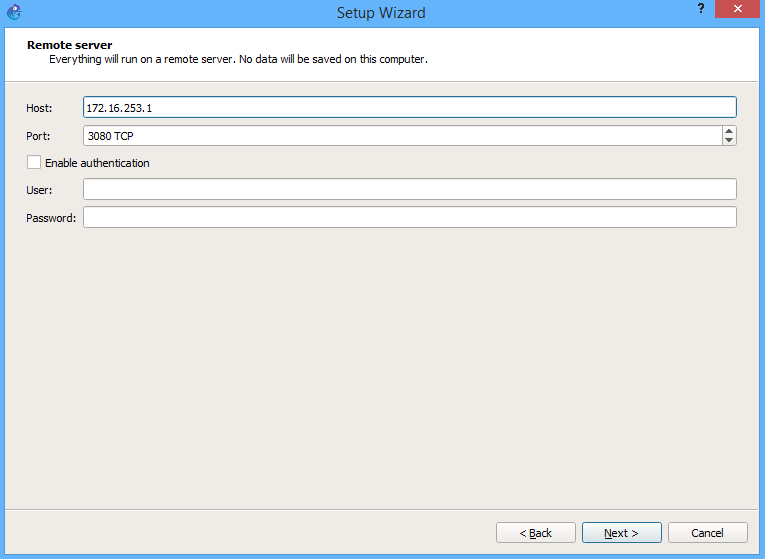 Setup Wizard
?
Remote server
Everything will run on a remote server. No data will be saved on this computer.
Host: 172.16.253.1
Port: 3080 TCP
Enable authentication
User:
Password:
< Back Next > Cancel